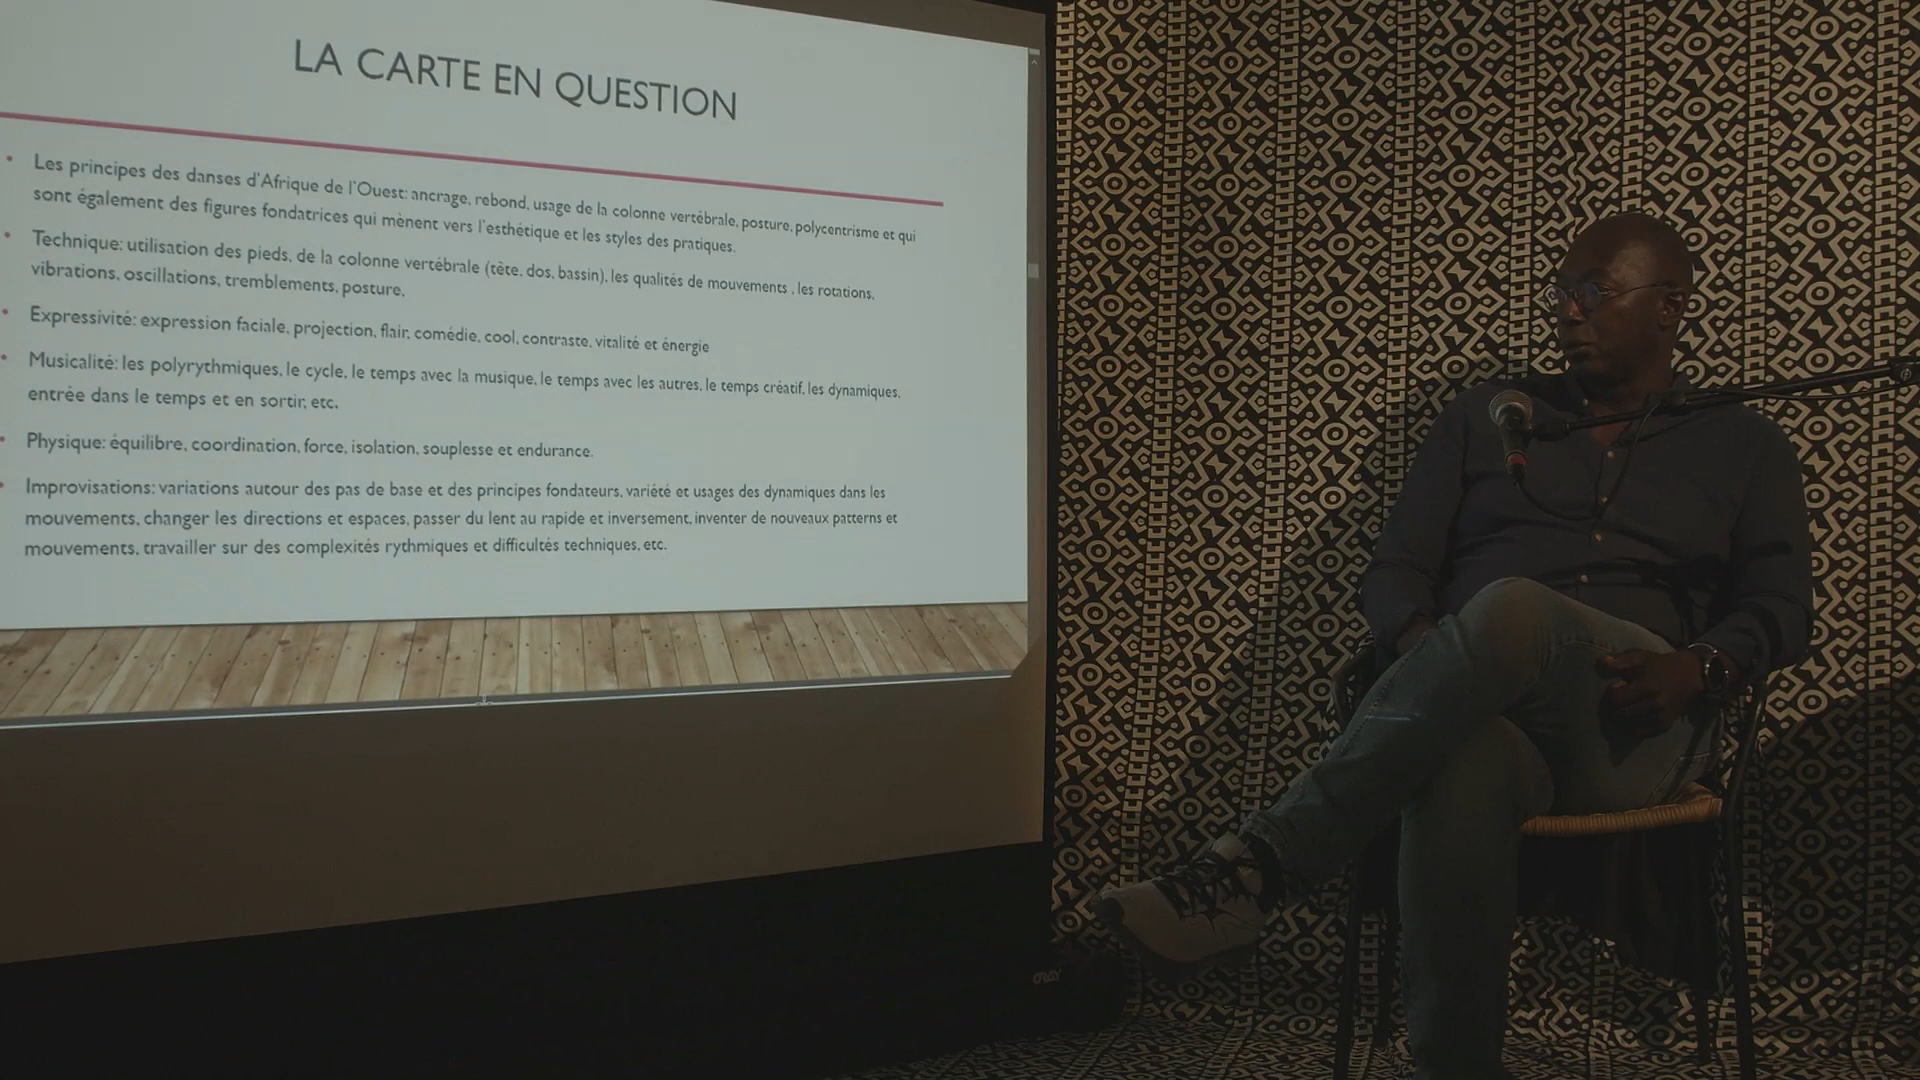 LA CARTE EN QUESTION
• Les principes des danses d'Afrique de l'Ouest: ancrage, rebond, usage de la colonne vertébrale, posture, polycentrisme et qui
sont également des figures fondatrices qui mènent vers l'esthétique et les styles des pratiques.
• Technique: utilisation des pieds, de la colonne vertébrale (tète, dos, bassin), les qualités de mouvements , les rotations,
vibrations, oscillations, tremblements, posture,
• Expressivité: expression faciale, projection, flair, comédie, cool, contraste, vitalité et énergie
• Musicalité: les polyrythmiques, le cycle, le temps avec la musique, le temps avec les autres, le temps créatif, les dynamiques,
entrée dans le temps et en sortir, etc,
• Physique: équilibre, coordination, force, isolation, souplesse et endurance.
• Improvisations: variations autour des pas de base et des principes fondateurs, variété et usages des dynamiques dans les
mouvements, changer les directions et espaces, passer du lent au rapide et inversement, inventer de nouveaux patterns et
mouvements, travailler sur des complexités rythmiques et difficultés techniques, etc.